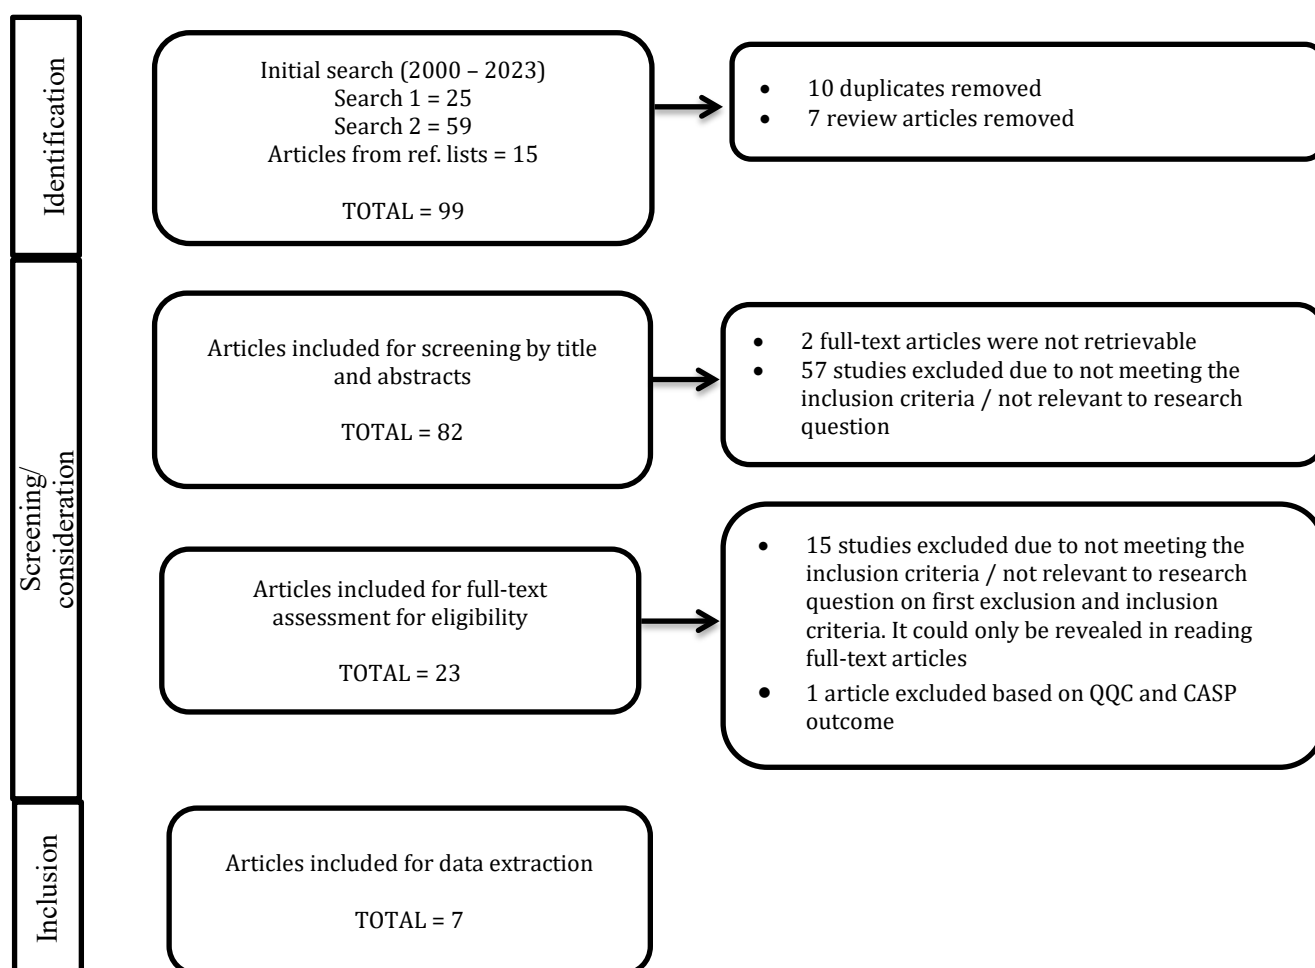 Identification
Initial search (2000 – 2023)
Search 1 = 25
Search 2 = 59
Articles from ref. lists = 15
TOTAL = 99
• 10 duplicates removed
• 7 review articles removed
Screening/
consideration
Articles included for screening by title
and abstracts
TOTAL = 82
• 2 full-text articles were not retrievable
• 57 studies excluded due to not meeting the
inclusion criteria / not relevant to research
question
Articles included for full-text
assessment for eligibility
TOTAL = 23
• 15 studies excluded due to not meeting the
inclusion criteria / not relevant to research
question on first exclusion and inclusion
criteria. It could only be revealed in reading
full-text articles
• 1 article excluded based on QQC and CASP
outcome
Inclusion
Articles included for data extraction
TOTAL = 7